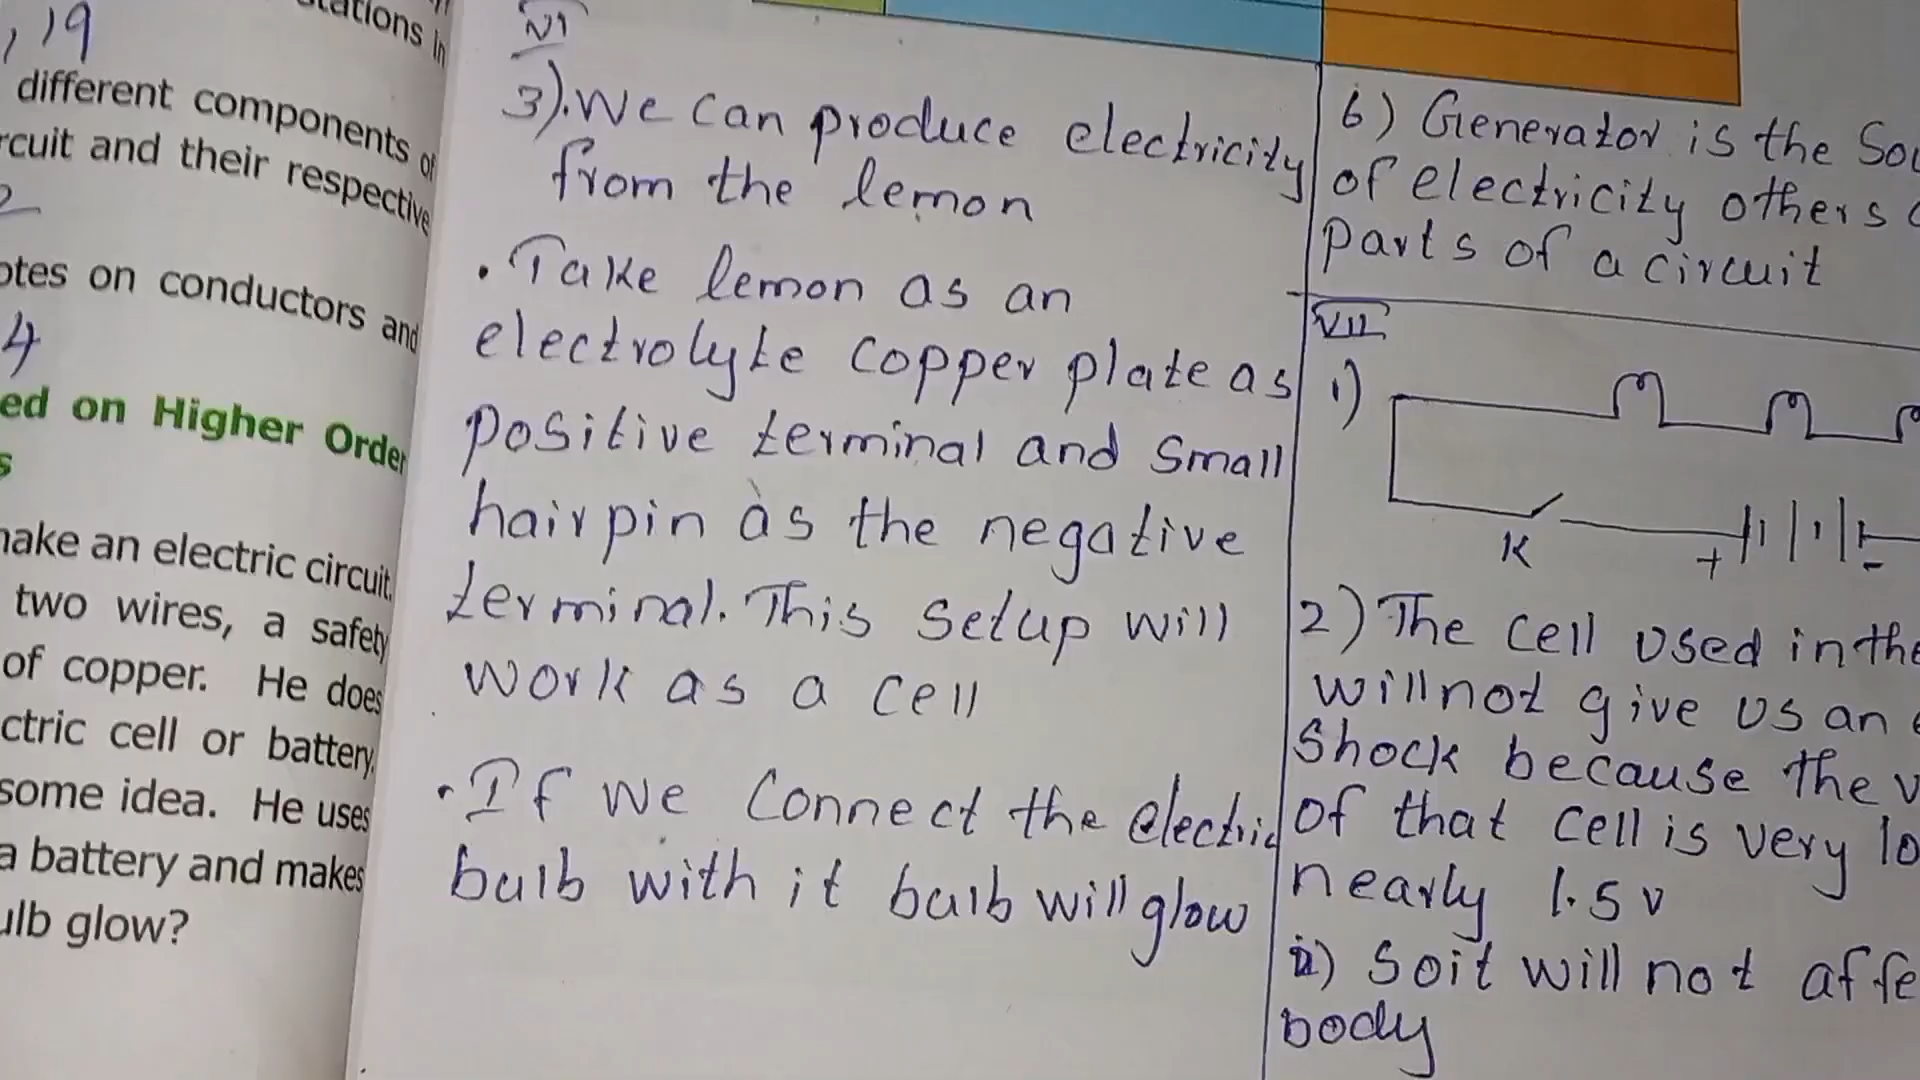 , 19
different components of
rcuit and their respective
2
otes on conductors and
4
ed on Higher Order
s
make an electric circuit.
two wires, a safety
of copper. He does
ctric cell or battery.
some idea. He uses
a battery and makes
ulb glow?
VI
3). We can produce electricity
from the lemon
. Take lemon as an
electrolyte copper plate as
positive terminal and small
hairpin as the negative
terminal. This setup will
work as a cell
. If we connect the electric
bulb with it bulb will glow
6) Generator is the Sou
of electricity others
parts of a circuit
VII
1)
K
+
-
2) The cell used in the
will not give us an
Shock because the v
of that cell is very lo
nearly 1.5 v
ii) So it will not affe
body